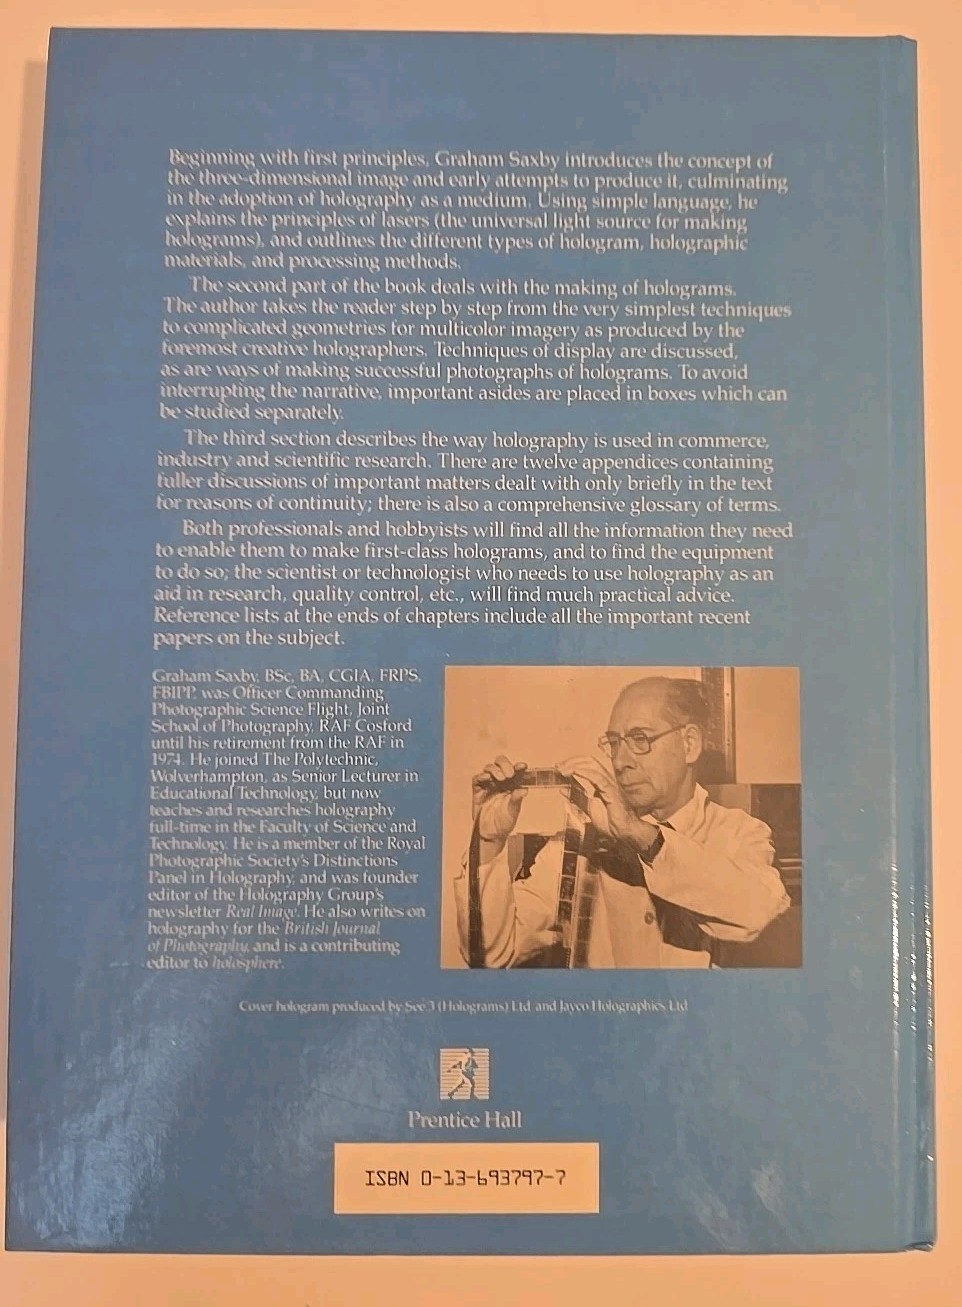 Beginning with first principles, Graham Saxby introduces the concept of
the three-dimensional image and early attempts to produce it, culminating
in the adoption of holography as a medium. Using simple language, he
explains the principles of lasers (the universal light source for making
holograms), and outlines the different types of hologram, holographic
materials, and processing methods.
The second part of the book deals with the making of holograms.
The author takes the reader step by step from the very simplest techniques
to complicated geometries for multicolor imagery as produced by the
foremost creative holographers. Techniques of display are discussed,
as are ways of making successful photographs of holograms. To avoid
interrupting the narrative, important asides are placed in boxes which can
be studied separately.
The third section describes the way holography is used in commerce,
industry and scientific research. There are twelve appendices containing
fuller discussions of important matters dealt with only briefly in the text
for reasons of continuity; there is also a comprehensive glossary of terms.
Both professionals and hobbyists will find all the information they need
to enable them to make first-class holograms, and to find the equipment
to do so; the scientist or technologist who needs to use holography as an
aid in research, quality control, etc., will find much practical advice.
Reference lists at the ends of chapters include all the important recent
papers on the subject.
Graham Saxby, BSc, BA, CGIA, FRPS,
FBIPP, was Officer Commanding
Photographic Science Flight, Joint
School of Photography, RAF Cosford
until his retirement from the RAF in
1974. He joined The Polytechnic,
Wolverhampton, as Senior Lecturer in
Educational Technology, but now
teaches and researches holography
full-time in the Faculty of Science and
Technology. He is a member of the Royal
Photographic Society's Distinctions
Panel in Holography, and was founder
editor of the Holography Group's
newsletter Real Image. He also writes on
holography for the British Journal
of Photography, and is a contributing
editor to holosphere.
Cover hologram produced by See 3 (Holograms) Ltd and Jayco Holographics Ltd
Prentice Hall
ISBN 0-13-693797-7